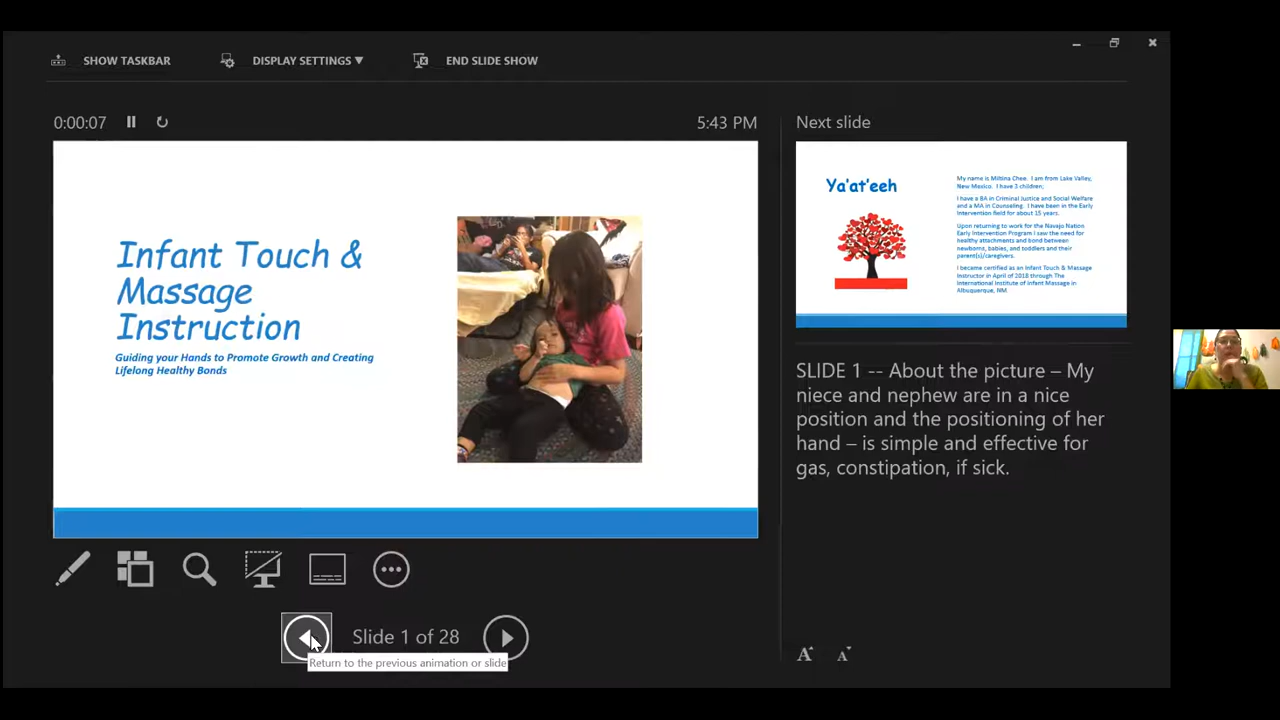 SHOW TASKBAR
DISPLAY SETTINGS ▼
END SLIDE SHOW
0:00:07
5:43 PM
Infant Touch &
Massage
Instruction
Guiding your Hands to Promote Growth and Creating
Lifelong Healthy Bonds
Next slide
Ya'at'eeh
My name is Miltina Chee. I am from Lake Valley,
New Mexico. I have 3 children;
I have a BA in Criminal Justice and Social Welfare
and a MA in Counseling. I have been in the Early
Intervention field for about 15 years.
Upon returning to work for the Navajo Nation
Early Intervention Program I saw the need for
healthy attachments and bond between
newborns, babies, and toddlers and their
parent(s)/caregivers.
I became certified as an Infant Touch & Massage
Instructor in April of 2018 through The
International Institute of Infant Massage in
Albuquerque, NM.
SLIDE 1 -- About the picture – My
niece and nephew are in a nice
position and the positioning of her
hand – is simple and effective for
gas, constipation, if sick.
Slide 1 of 28
Return to the previous animation or slide
A A